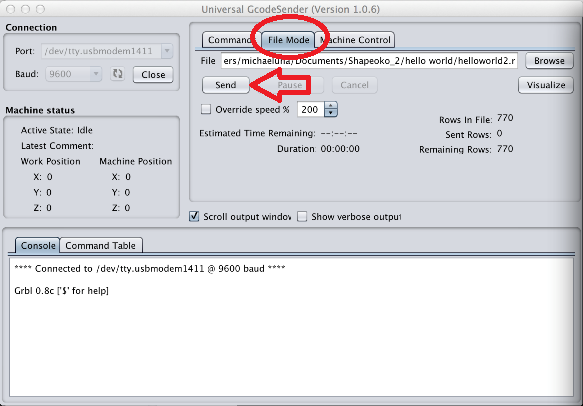 Universal GcodeSender (Version 1.0.6)
Connection
Port: /dev/tty.usbmodem1411
Baud: 9600 Close
Machine status
Active State: Idle
Latest Comment:
Work Position Machine Position
X: 0 X: 0
Y: 0 Y: 0
Z: 0 Z: 0
Command File Mode Machine Control
File ers/michaeluna/Documents/Shapeoko_2/hello world/helloworld2.r Browse
Send Pause Cancel Visualize
Override speed % 200
Rows In File: 770
Estimated Time Remaining: --:--:--
Sent Rows: 0
Duration: 00:00:00
Remaining Rows: 770
Scroll output window Show verbose output
Console Command Table
**** Connected to /dev/tty.usbmodem1411 @ 9600 baud ****
Grbl 0.8c ['$' for help]